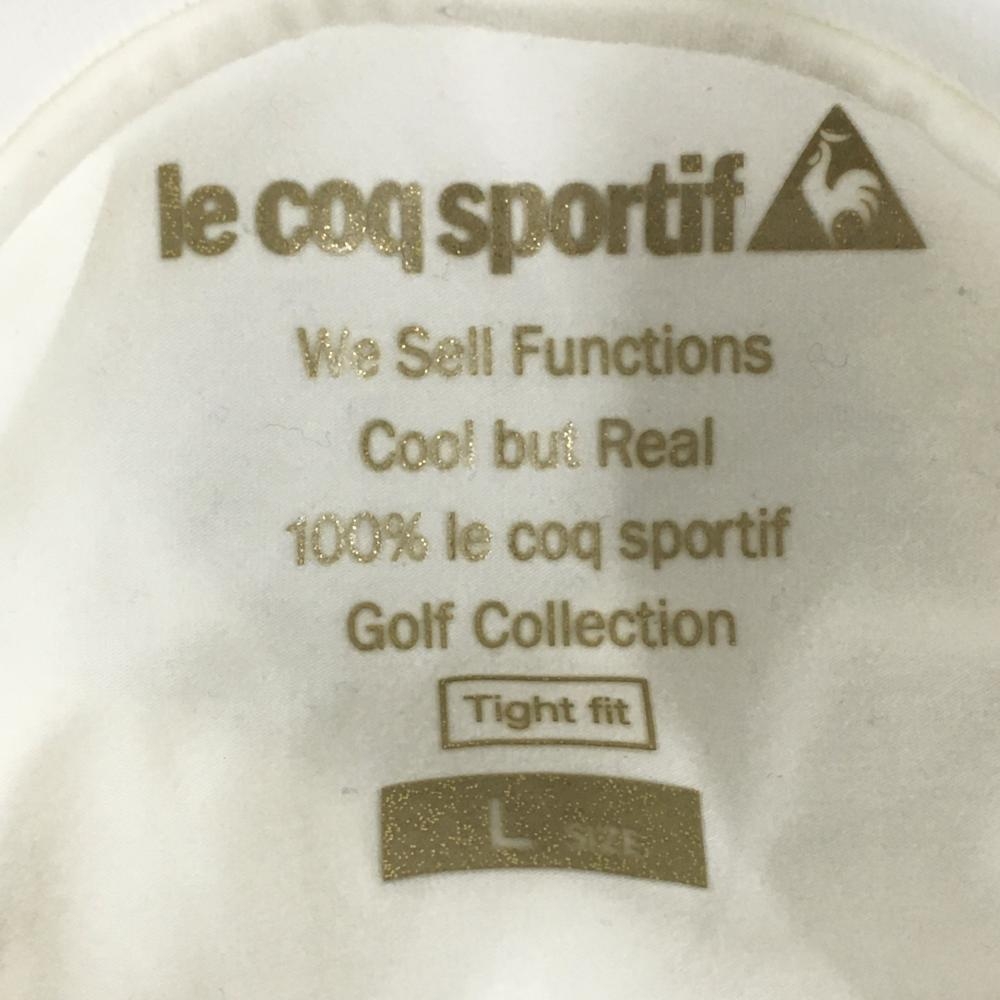 le coq sportif
We Sell Functions
Cool but Real
100% le coq sportif
Golf Collection
Tight fit
L SIZE